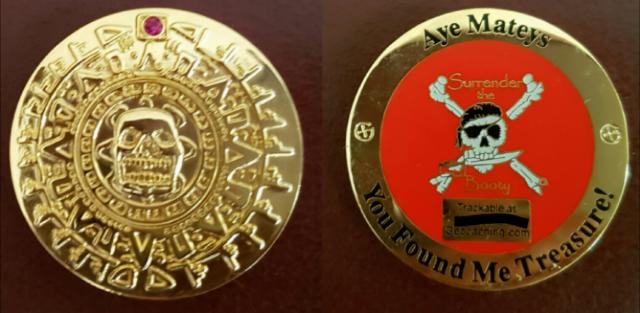 Aye Mateys
Surrender
the
Booty
Trackable at
Geocaching.com
You Found Me Treasure!